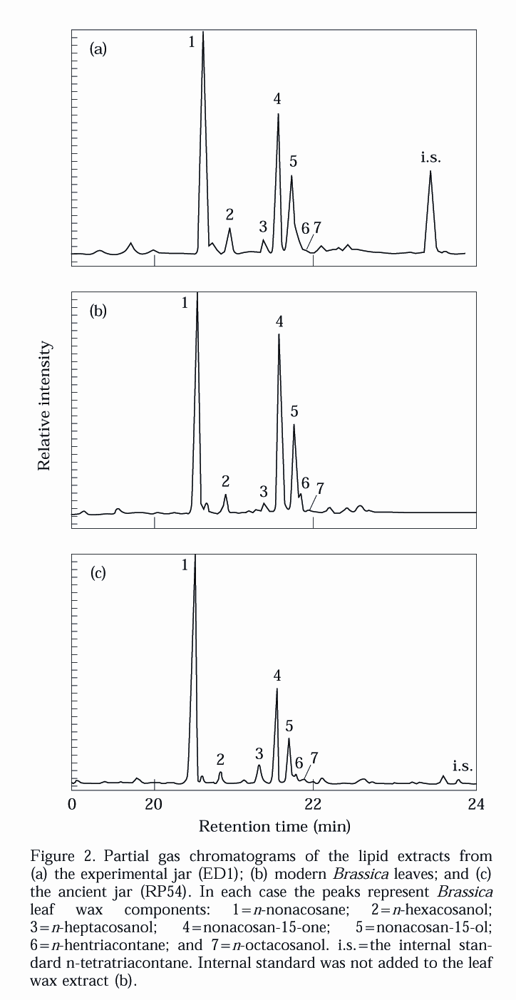 (a)
1
2
3
4
5
6 7
i.s.
(b)
1
2
3
4
5
6
7
Relative intensity
(c)
1
2
3
4
5
6
7
i.s.
0 20 22 24
Retention time (min)
Figure 2. Partial gas chromatograms of the lipid extracts from
(a) the experimental jar (ED1); (b) modern Brassica leaves; and (c)
the ancient jar (RP54). In each case the peaks represent Brassica
leaf wax components: 1=n-nonacosane; 2=n-hexacosanol;
3=n-heptacosanol; 4=nonacosan-15-one; 5=nonacosan-15-ol;
6=n-hentriacontane; and 7=n-octacosanol. i.s.=the internal stan-
dard n-tetratriacontane. Internal standard was not added to the leaf
wax extract (b).